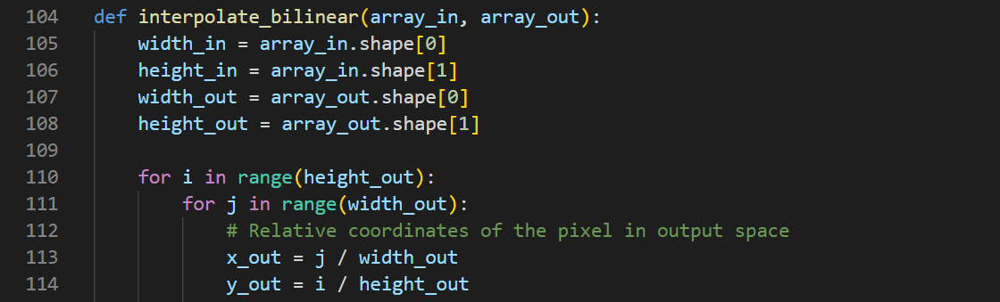 104 def interpolate_bilinear(array_in, array_out):
105     width_in = array_in.shape[0]
106     height_in = array_in.shape[1]
107     width_out = array_out.shape[0]
108     height_out = array_out.shape[1]
109
110     for i in range(height_out):
111         for j in range(width_out):
112             # Relative coordinates of the pixel in output space
113             x_out = j / width_out
114             y_out = i / height_out